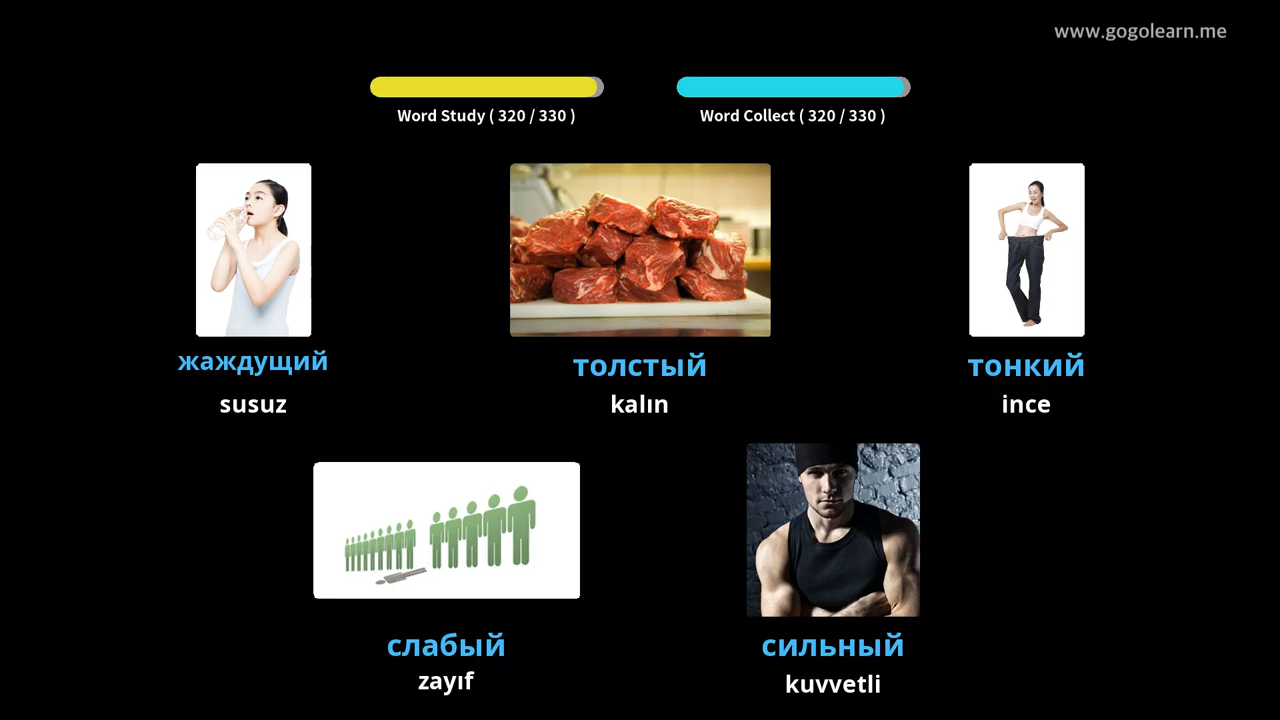 www.gogolearn.me
Word Study ( 320 / 330 )
Word Collect ( 320 / 330 )
жаждущий
толстый
тонкий
susuz
kalın
ince
слабый
сильный
zayıf
kuvvetli